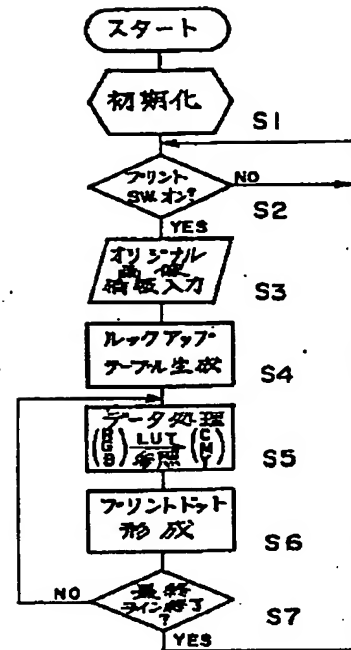 スタート
初期化
S1
プリント
SWオン?
NO
S2
YES
オリジナル
画像
情報入力
S3
ルックアップ
テーブル生成
S4
データ処理
(R G B) LUT (C M Y)
参照
S5
プリントドット
形成
S6
最終
ライン終了
?
NO
S7
YES